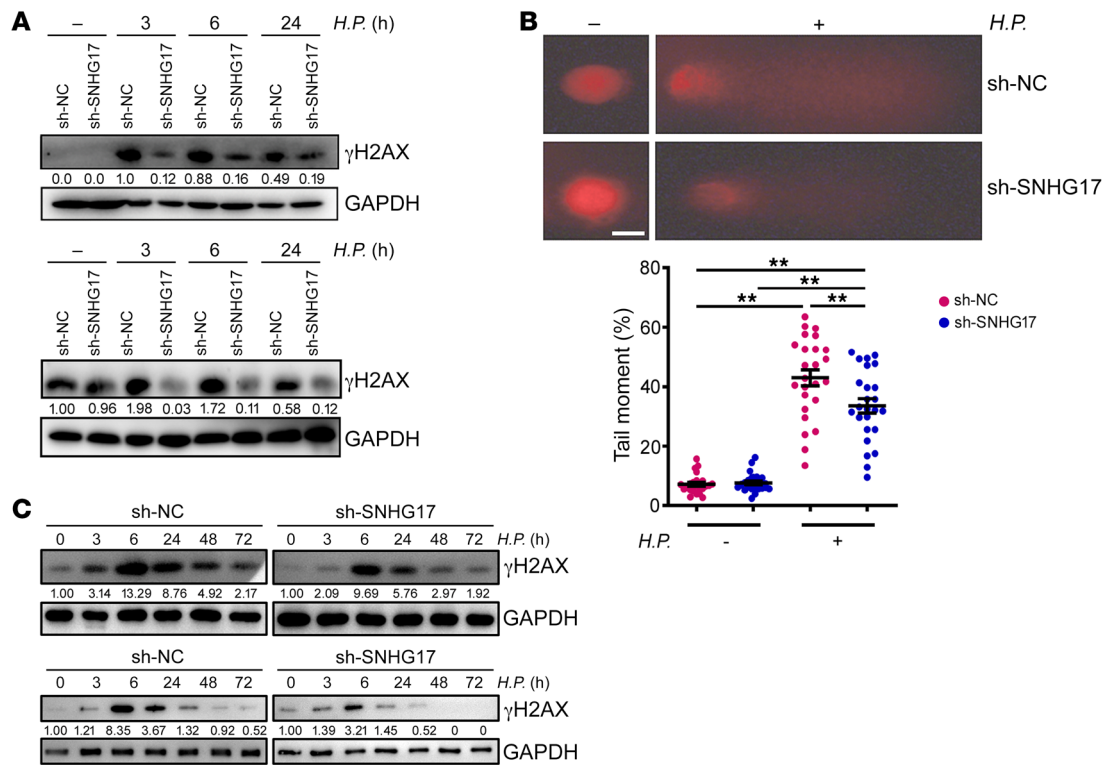 A
– 3 6 24 H.P. (h)
sh-NC sh-SNHG17 sh-NC sh-SNHG17 sh-NC sh-SNHG17 sh-NC sh-SNHG17
γH2AX
0.0 0.0 1.0 0.12 0.88 0.16 0.49 0.19
GAPDH
– 3 6 24 H.P. (h)
sh-NC sh-SNHG17 sh-NC sh-SNHG17 sh-NC sh-SNHG17 sh-NC sh-SNHG17
γH2AX
1.00 0.96 1.98 0.03 1.72 0.11 0.58 0.12
GAPDH
B
– + H.P.
sh-NC
sh-SNHG17
**
**
** **
80
60
40
20
0
Tail moment (%)
sh-NC
sh-SNHG17
H.P. - +
C
sh-NC sh-SNHG17
0 3 6 24 48 72 H.P. (h) 0 3 6 24 48 72 H.P. (h)
γH2AX
1.00 3.14 13.29 8.76 4.92 2.17 1.00 2.09 9.69 5.76 2.97 1.92
GAPDH
sh-NC sh-SNHG17
0 3 6 24 48 72 H.P. (h) 0 3 6 24 48 72 H.P. (h)
γH2AX
1.00 1.21 8.35 3.67 1.32 0.92 0.52 1.00 1.39 3.21 1.45 0.52 0 0
GAPDH